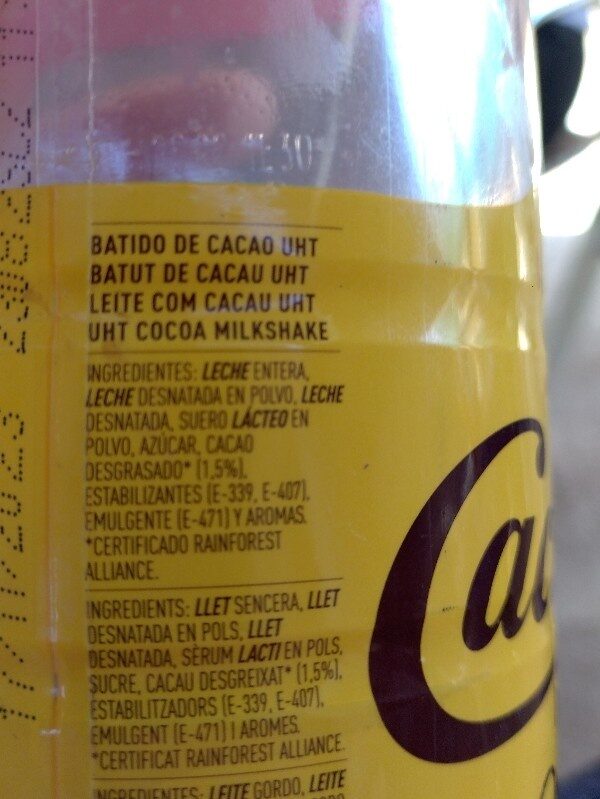 BATIDO DE CACAO UHT
BATUT DE CACAU UHT
LEITE COM CACAU UHT
UHT COCOA MILKSHAKE
INGREDIENTES: LECHE ENTERA,
LECHE DESNATADA EN POLVO, LECHE
DESNATADA, SUERO LÁCTEO EN
POLVO, AZÚCAR, CACAO
DESGRASADO* (1,5%),
ESTABILIZANTES (E-339, E-407),
EMULGENTE (E-471) Y AROMAS.
*CERTIFICADO RAINFOREST
ALLIANCE.
INGREDIENTS: LLET SENCERA, LLET
DESNATADA EN POLS, LLET
DESNATADA, SÈRUM LACTI EN POLS,
SUCRE, CACAU DESGREIXAT* (1,5%),
ESTABILITZADORS (E-339, E-407),
EMULGENT (E-471) I AROMES.
*CERTIFICAT RAINFOREST ALLIANCE.
INGREDIENTES: LEITE GORDO, LEITE
Cac